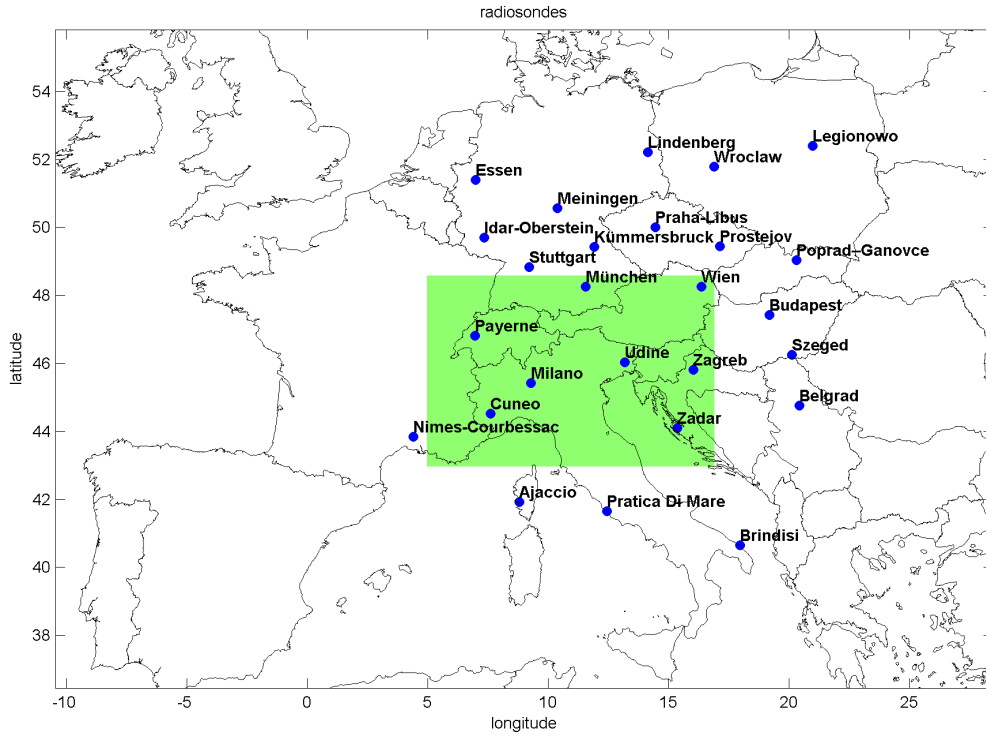 radiosondes
54
52
50
48
46
44
42
40
38
latitude
Legionowo
Lindenberg
Wroclaw
Essen
Meiningen
Praha-Libus
Idar-Oberstein
Kümmersbruck
Prostejov
Poprad-Ganovce
Stuttgart
München
Wien
Budapest
Payerne
Szeged
Udine
Zagreb
Milano
Belgrad
Cuneo
Zadar
Nimes-Courbessac
Ajaccio
Pratica Di Mare
Brindisi
-10
-5
0
5
10
15
20
25
longitude